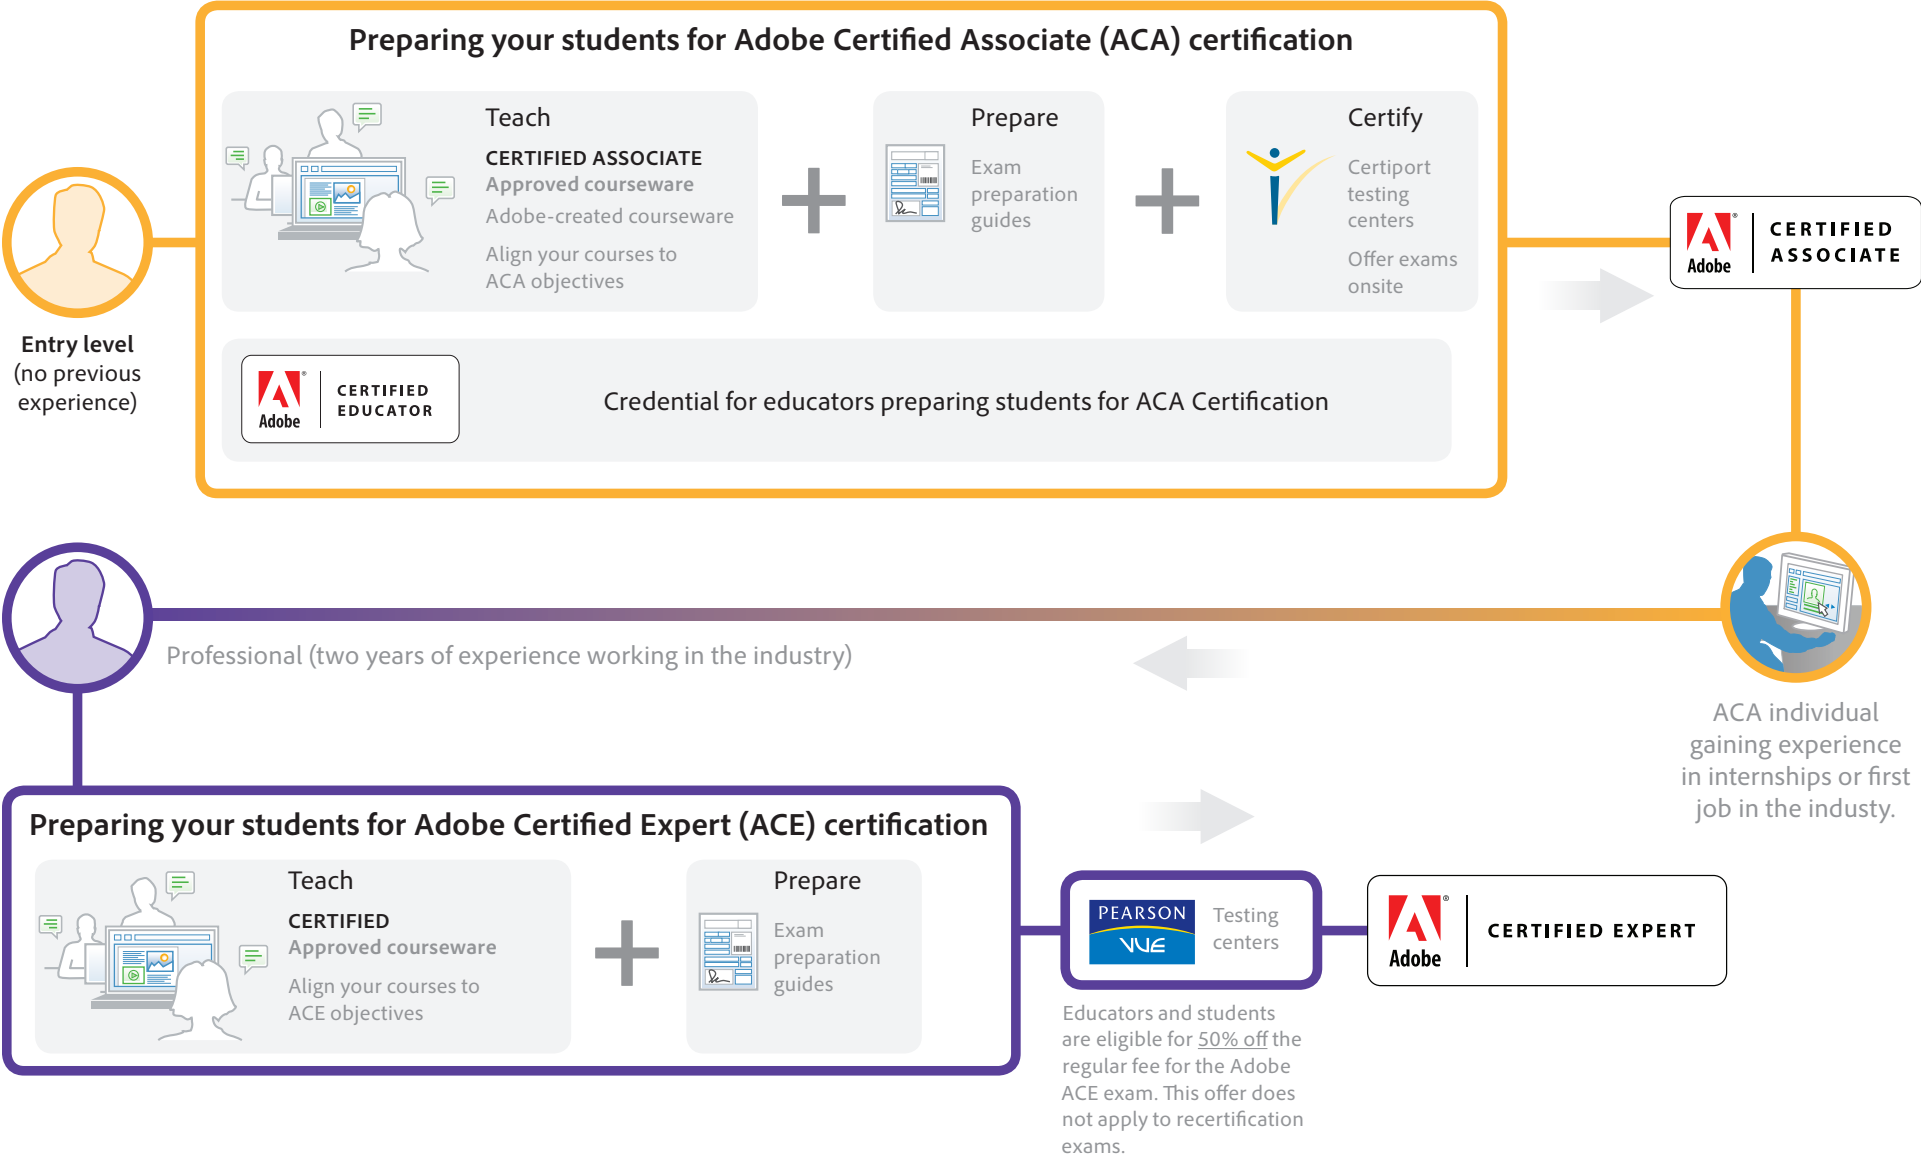 Preparing your students for Adobe Certified Associate (ACA) certification
Teach
CERTIFIED ASSOCIATE
Approved courseware
Adobe-created courseware
Align your courses to
ACA objectives
Prepare
Exam
preparation
guides
Certify
Certiport
testing
centers
Offer exams
onsite
Adobe®
CERTIFIED
ASSOCIATE
Entry level
(no previous
experience)
Adobe®
CERTIFIED
EDUCATOR
Credential for educators preparing students for ACA Certification
Professional (two years of experience working in the industry)
ACA individual
gaining experience
in internships or first
job in the industy.
Preparing your students for Adobe Certified Expert (ACE) certification
Teach
CERTIFIED
Approved courseware
Align your courses to
ACE objectives
Prepare
Exam
preparation
guides
PEARSON
VUE
Testing
centers
Adobe®
CERTIFIED EXPERT
Educators and students
are eligible for 50% off the
regular fee for the Adobe
ACE exam. This offer does
not apply to recertification
exams.